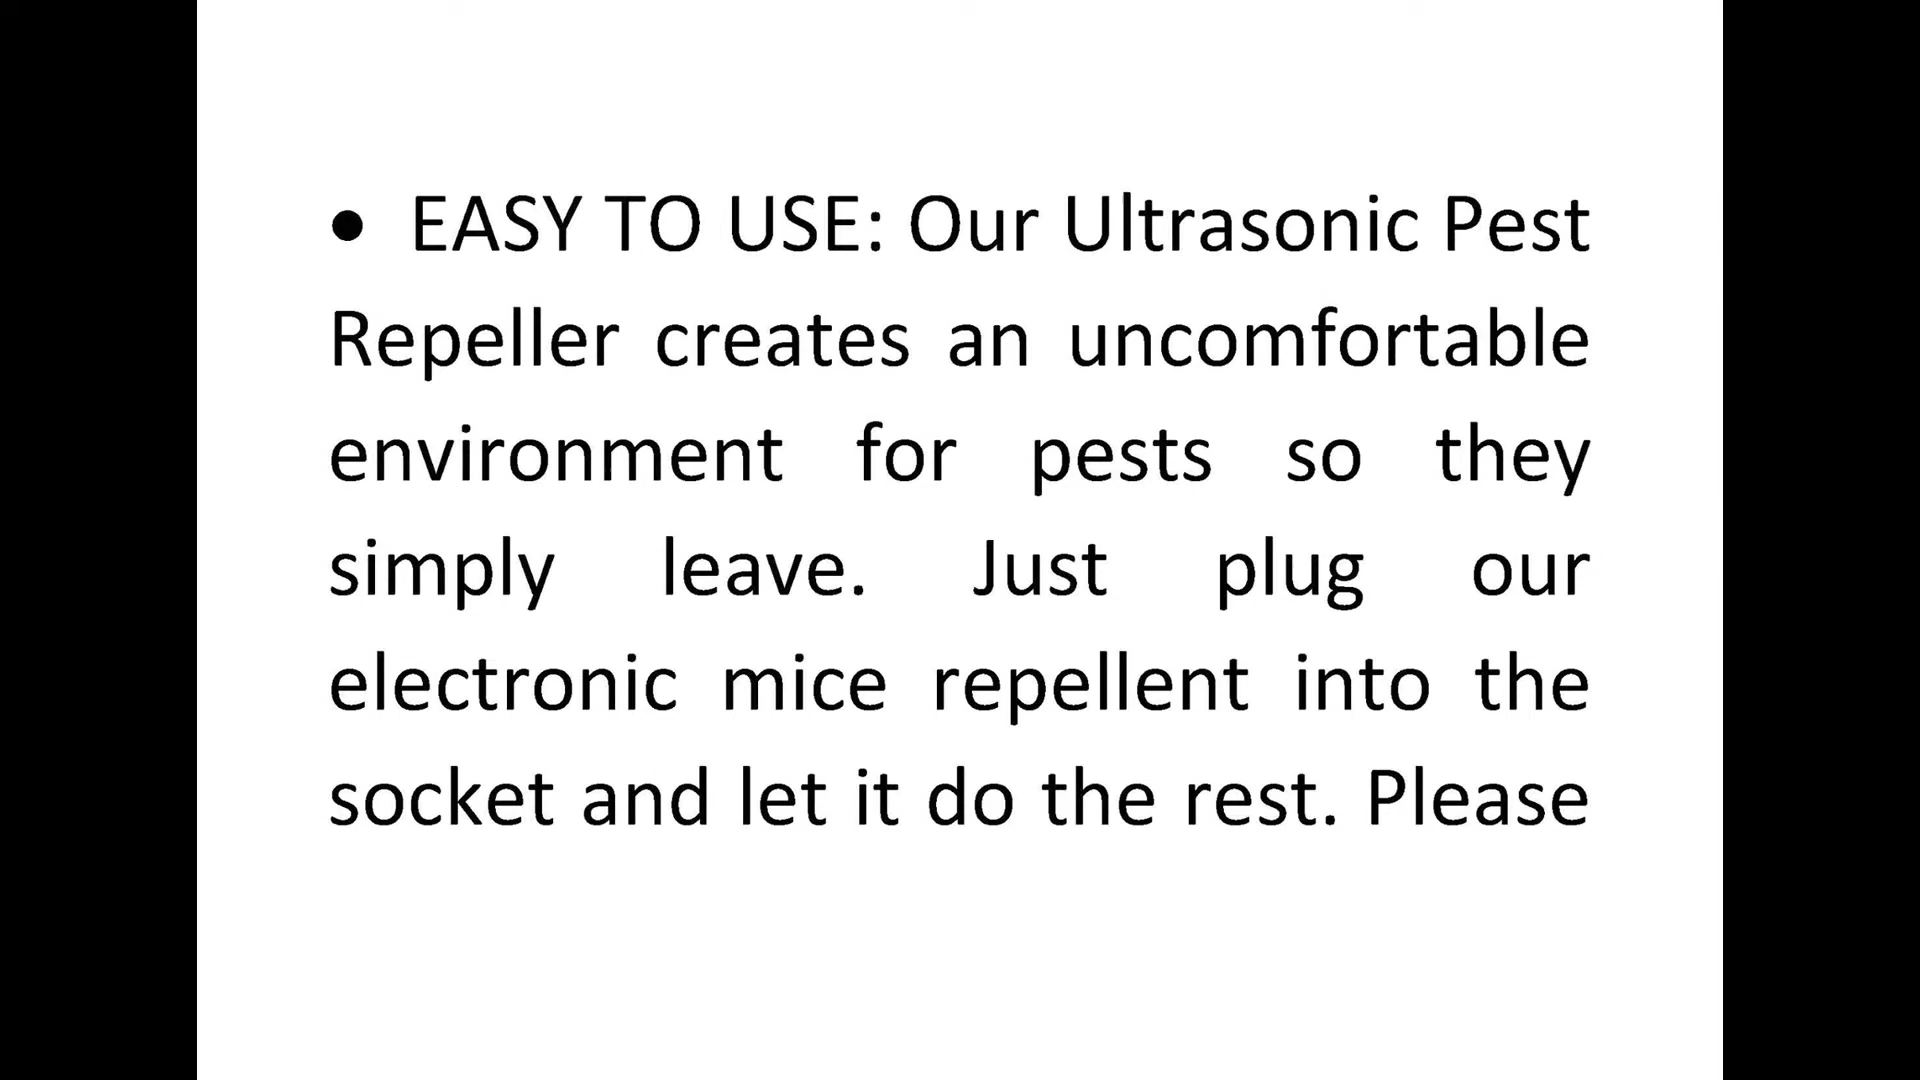 • EASY TO USE: Our Ultrasonic Pest
Repeller creates an uncomfortable
environment for pests so they
simply leave. Just plug our
electronic mice repellent into the
socket and let it do the rest. Please